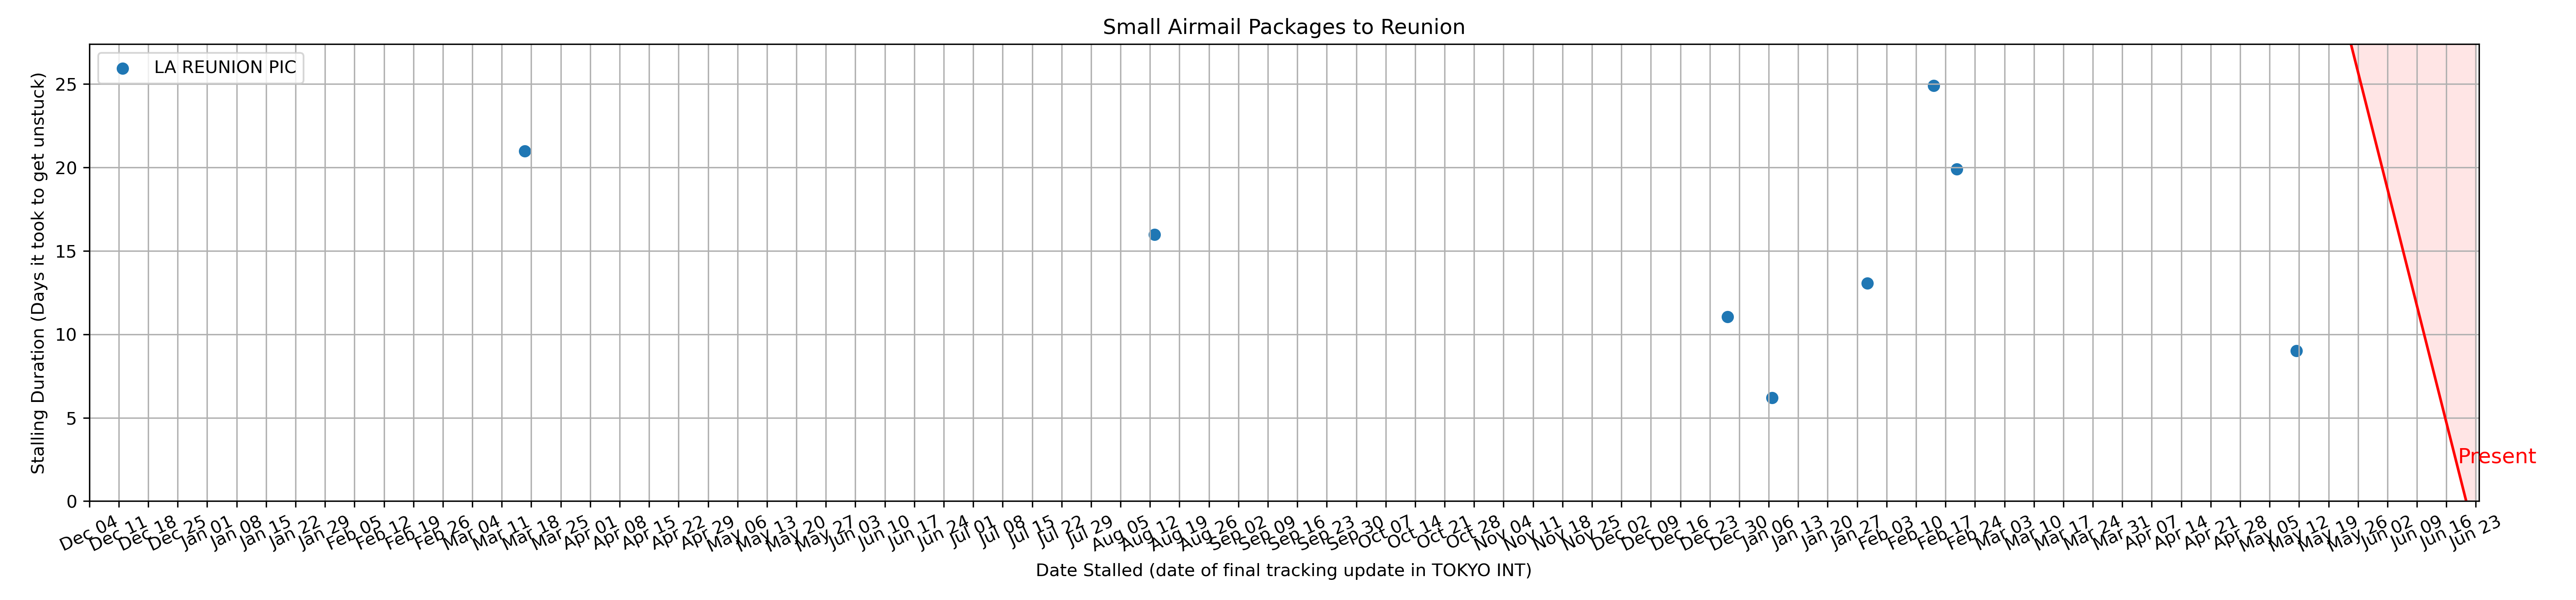 Small Airmail Packages to Reunion
LA REUNION PIC
Stalling Duration (Days it took to get unstuck)
25
20
15
10
5
0
Present
Dec 04
Dec 11
Dec 18
Dec 25
Jan 01
Jan 08
Jan 15
Jan 22
Jan 29
Feb 05
Feb 12
Feb 19
Feb 26
Mar 04
Mar 11
Mar 18
Mar 25
Apr 01
Apr 08
Apr 15
Apr 22
Apr 29
May 06
May 13
May 20
May 27
Jun 03
Jun 10
Jun 17
Jun 24
Jul 01
Jul 08
Jul 15
Jul 22
Jul 29
Aug 05
Aug 12
Aug 19
Aug 26
Sep 02
Sep 09
Sep 16
Sep 23
Sep 30
Oct 07
Oct 14
Oct 21
Oct 28
Nov 04
Nov 11
Nov 18
Nov 25
Dec 02
Dec 09
Dec 16
Dec 23
Dec 30
Jan 06
Jan 13
Jan 20
Jan 27
Feb 03
Feb 10
Feb 17
Feb 24
Mar 03
Mar 10
Mar 17
Mar 24
Mar 31
Apr 07
Apr 14
Apr 21
Apr 28
May 05
May 12
May 19
May 26
Jun 02
Jun 09
Jun 16
Jun 23
Date Stalled (date of final tracking update in TOKYO INT)